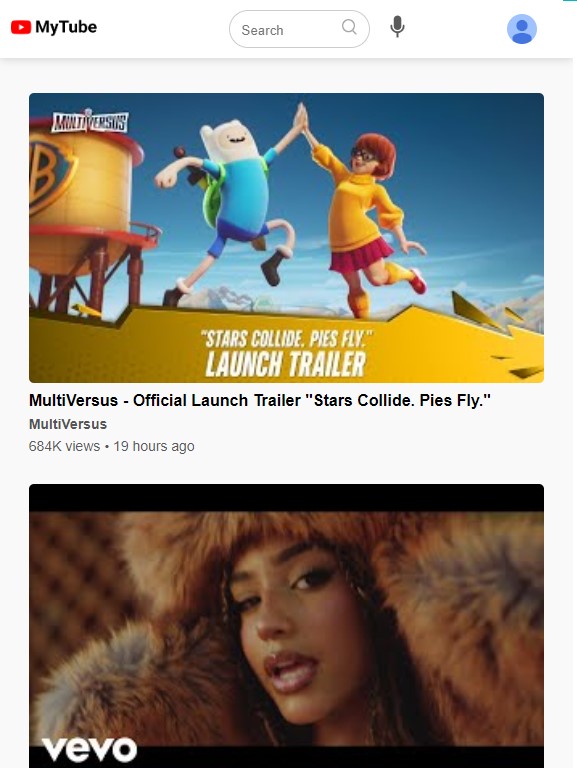 MyTube
Search
MULTIVERSUS
WB
"STARS COLLIDE. PIES FLY."
LAUNCH TRAILER
MultiVersus - Official Launch Trailer "Stars Collide. Pies Fly."
MultiVersus
684K views • 19 hours ago
vevo